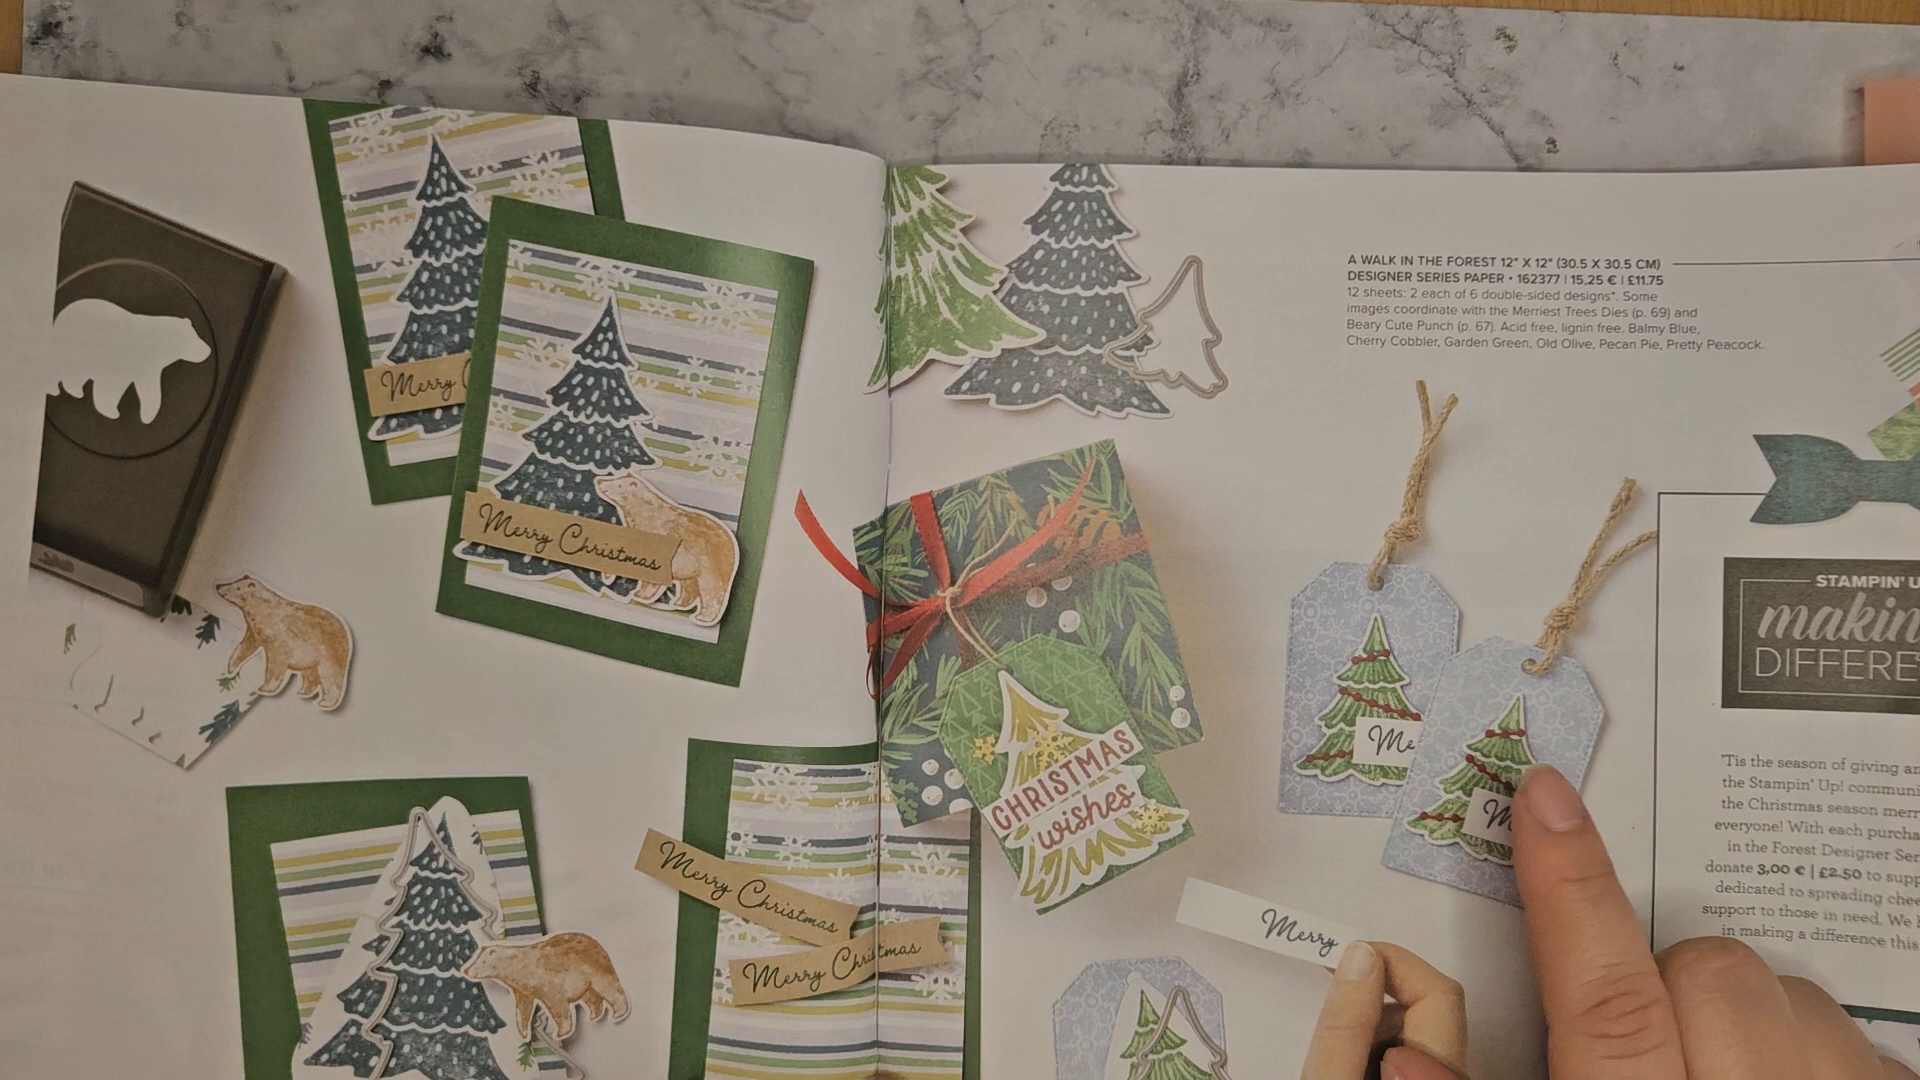 Merry
Merry Christmas
Merry Christmas
Merry Christmas
A WALK IN THE FOREST 12" X 12" (30.5 X 30.5 CM)
DESIGNER SERIES PAPER • 162377 | 15,25 € | £11.75
12 sheets: 2 each of 6 double-sided designs*. Some
images coordinate with the Merriest Trees Dies (p. 69) and
Beary Cute Punch (p. 67). Acid free, lignin free. Balmy Blue,
Cherry Cobbler, Garden Green, Old Olive, Pecan Pie, Pretty Peacock.
CHRISTMAS
wishes
Me
M
Merry
STAMPIN' U
makin
DIFFERE
'Tis the season of giving an
the Stampin' Up! communi
the Christmas season merr
everyone! With each purcha
in the Forest Designer Ser
donate 3,00 € | £2.50 to supp
dedicated to spreading chee
support to those in need. We
in making a difference this